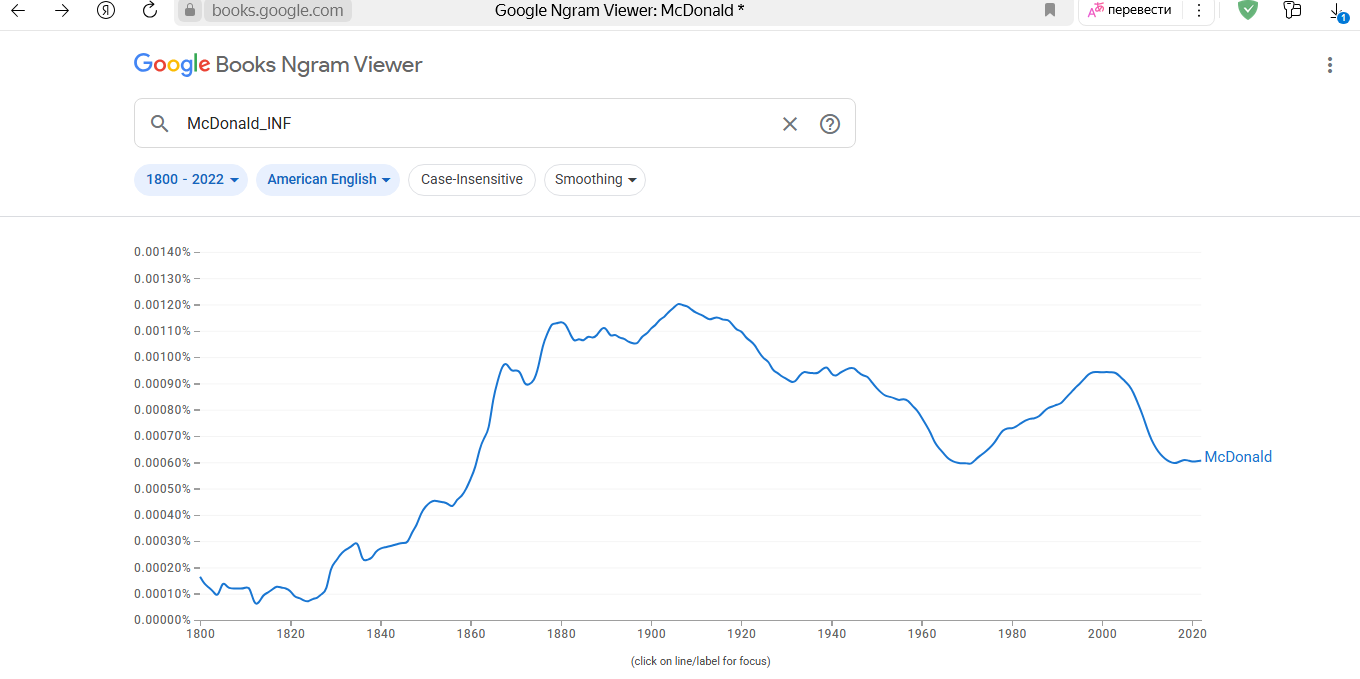 books.google.com Google Ngram Viewer: McDonald * перевести
1
Google Books Ngram Viewer
McDonald_INF
1800 - 2022 American English Case-Insensitive Smoothing
0.00140%
0.00130%
0.00120%
0.00110%
0.00100%
0.00090%
0.00080%
0.00070%
0.00060%
McDonald
0.00050%
0.00040%
0.00030%
0.00020%
0.00010%
0.00000%
1800 1820 1840 1860 1880 1900 1920 1940 1960 1980 2000 2020
(click on line/label for focus)